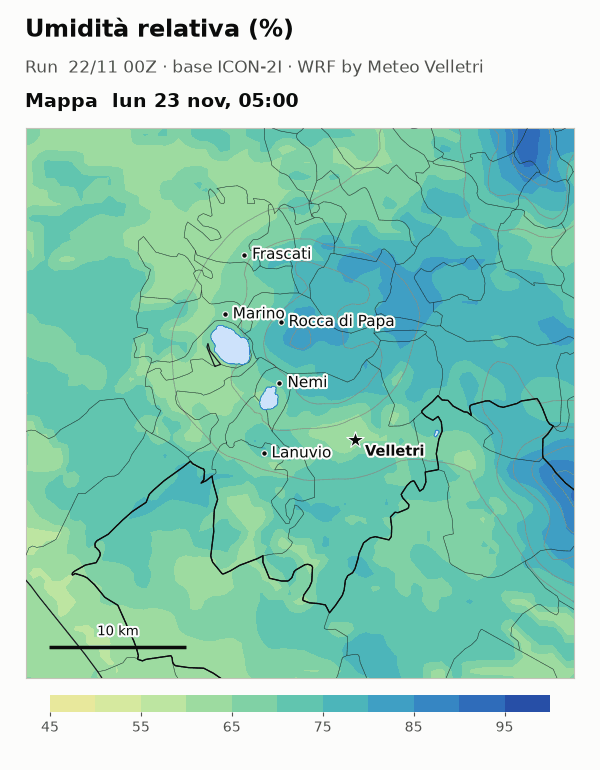 Umidità relativa (%)
Run  22/11 00Z · base ICON-2I · WRF by Meteo Velletri
Mappa  lun 23 nov, 05:00
Frascati
Marino
Rocca di Papa
Nemi
Velletri
Lanuvio
10 km
45 55 65 75 85 95